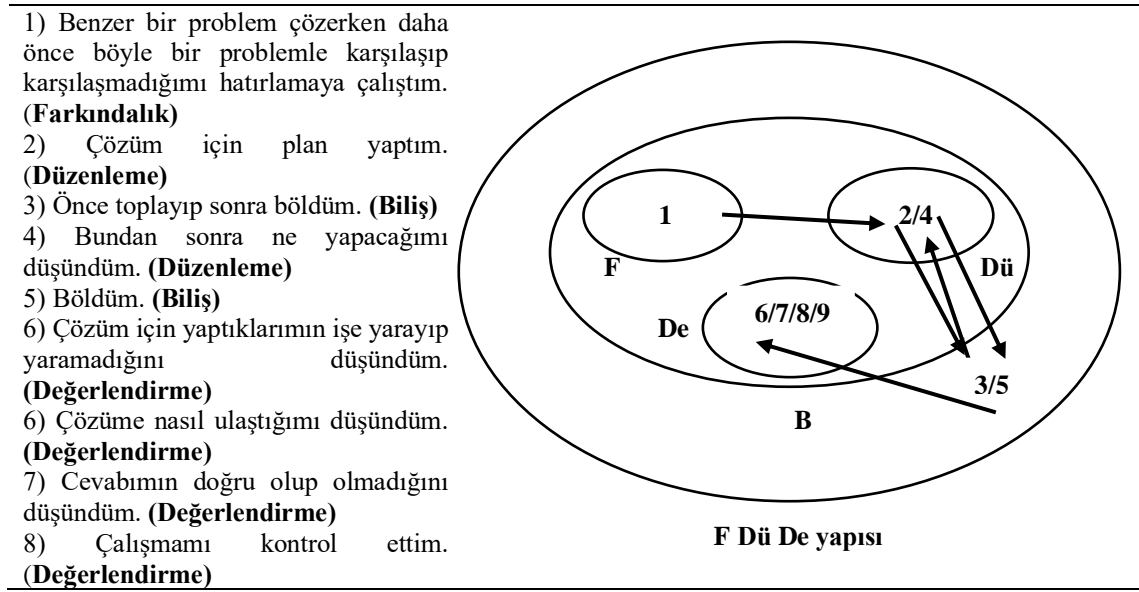 1) Benzer bir problem çözerken daha
önce böyle bir problemle karşılaşıp
karşılaşmadığımı hatırlamaya çalıştım.
(Farkındalık)
2) Çözüm için plan yaptım.
(Düzenleme)
3) Önce toplayıp sonra böldüm. (Biliş)
4) Bundan sonra ne yapacağımı
düşündüm. (Düzenleme)
5) Böldüm. (Biliş)
6) Çözüm için yaptıklarımın işe yarayıp
yaramadığını düşündüm.
(Değerlendirme)
6) Çözüme nasıl ulaştığımı düşündüm.
(Değerlendirme)
7) Cevabımın doğru olup olmadığını
düşündüm. (Değerlendirme)
8) Çalışmamı kontrol ettim.
(Değerlendirme)
1
2/4
F
Dü
6/7/8/9
De
3/5
B
F Dü De yapısı